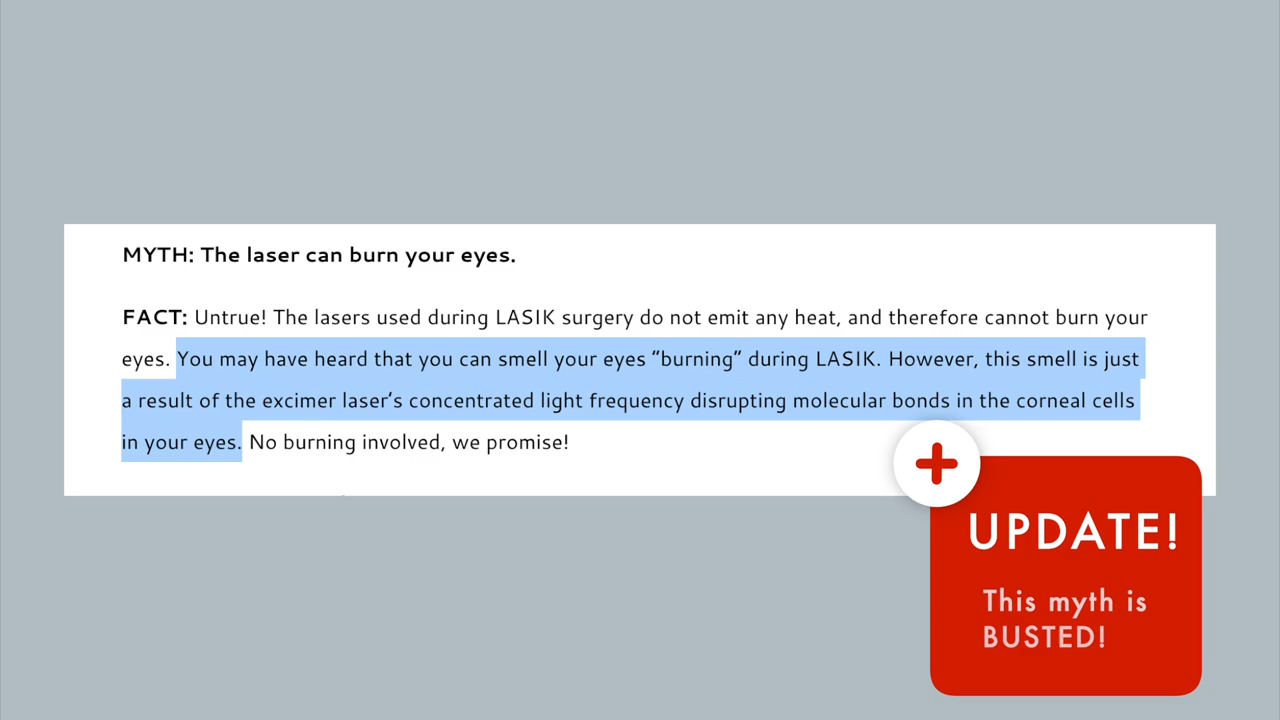 MYTH: The laser can burn your eyes.
FACT: Untrue! The lasers used during LASIK surgery do not emit any heat, and therefore cannot burn your
eyes. You may have heard that you can smell your eyes “burning” during LASIK. However, this smell is just
a result of the excimer laser’s concentrated light frequency disrupting molecular bonds in the corneal cells
in your eyes. No burning involved, we promise!
UPDATE!
This myth is
BUSTED!